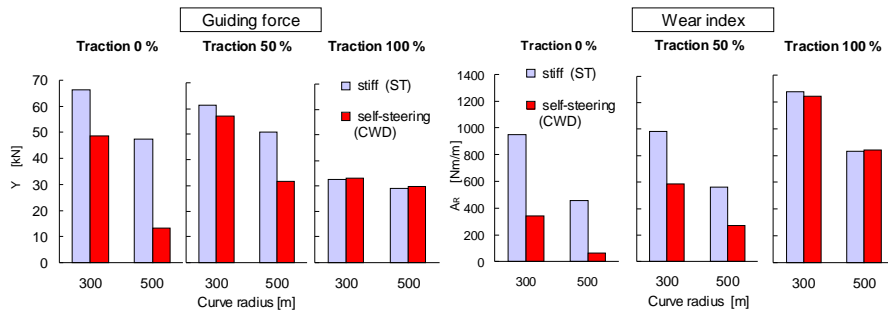 Guiding force
Wear index
Traction 0 %
Traction 50 %
Traction 100 %
Traction 0 %
Traction 50 %
Traction 100 %
Y [kN]
70
60
50
40
30
20
10
0
stiff (ST)
self-steering
(CWD)
300 500
300 500
300 500
Curve radius [m]
AR [Nm/m]
1400
1200
1000
800
600
400
200
0
stiff (ST)
self-steering
(CWD)
300 500
300 500
300 500
Curve radius [m]